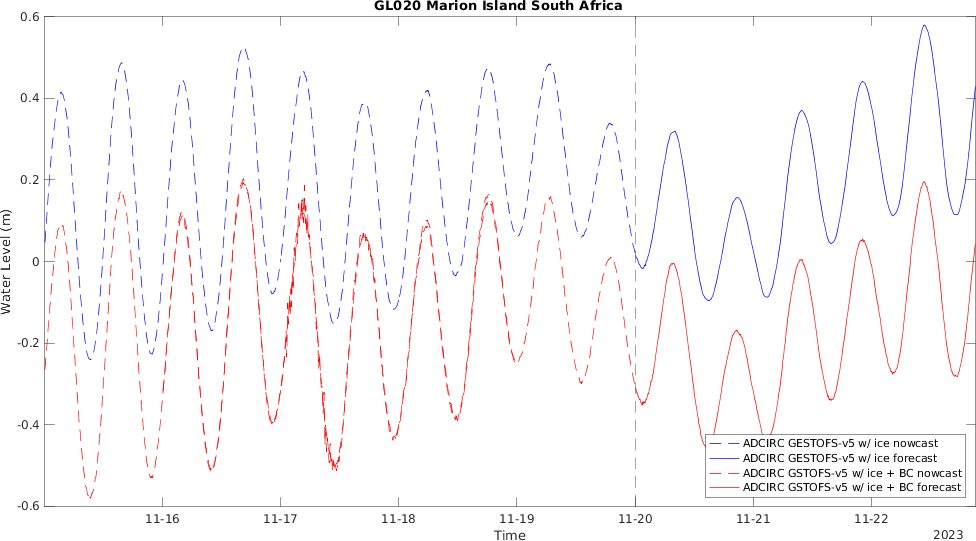 GL020 Marion Island South Africa
0.6
0.4
0.2
0
-0.2
-0.4
-0.6
Water Level (m)
ADCIRC GESTOFS-v5 w/ ice nowcast
ADCIRC GESTOFS-v5 w/ ice forecast
ADCIRC GSTOFS-v5 w/ ice + BC nowcast
ADCIRC GSTOFS-v5 w/ ice + BC forecast
11-16 11-17 11-18 11-19 11-20 11-21 11-22
Time
2023